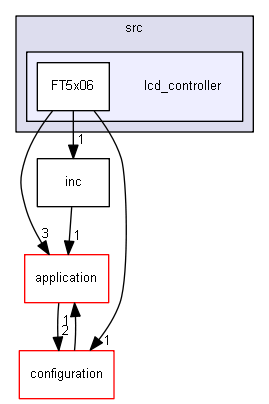 src
FT5x06
lcd_controller
1
inc
3
1
application
1
2
1
configuration